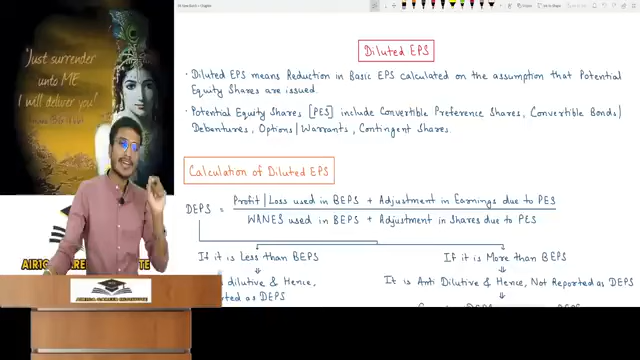 "Just surrender
unto ME
I will deliver you"
Diluted EPS
• Diluted EPS means Reduction in Basic EPS calculated on the assumption that Potential
Equity Shares are issued.
• Potential Equity Shares [PES] include Convertible Preference Shares, Convertible Bonds/
Debentures, Options/Warrants, Contingent Shares.
Calculation of Diluted EPS
DEPS = Profit/Loss used in BEPS + Adjustment in Earnings due to PES
WANES used in BEPS + Adjustment in Shares due to PES
If it is Less than BEPS
If it is More than BEPS
dilutive & Hence,
It is Anti Dilutive & Hence, Not Reported as DEPS
as DEPS